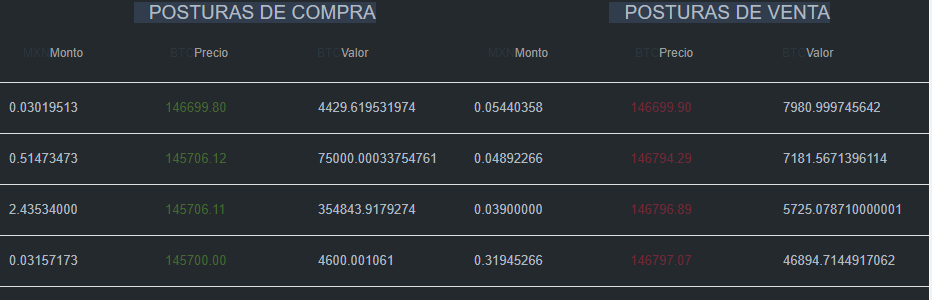 POSTURAS DE COMPRA POSTURAS DE VENTA
MXNMonto BTCPrecio BTCValor MXNMonto BTCPrecio BTCValor
0.03019513 146699.80 4429.619531974 0.05440358 146699.90 7980.999745642
0.51473473 145706.12 75000.00033754761 0.04892266 146794.29 7181.5671396114
2.43534000 145706.11 354843.9179274 0.03900000 146796.89 5725.078710000001
0.03157173 145700.00 4600.001061 0.31945266 146797.07 46894.7144917062